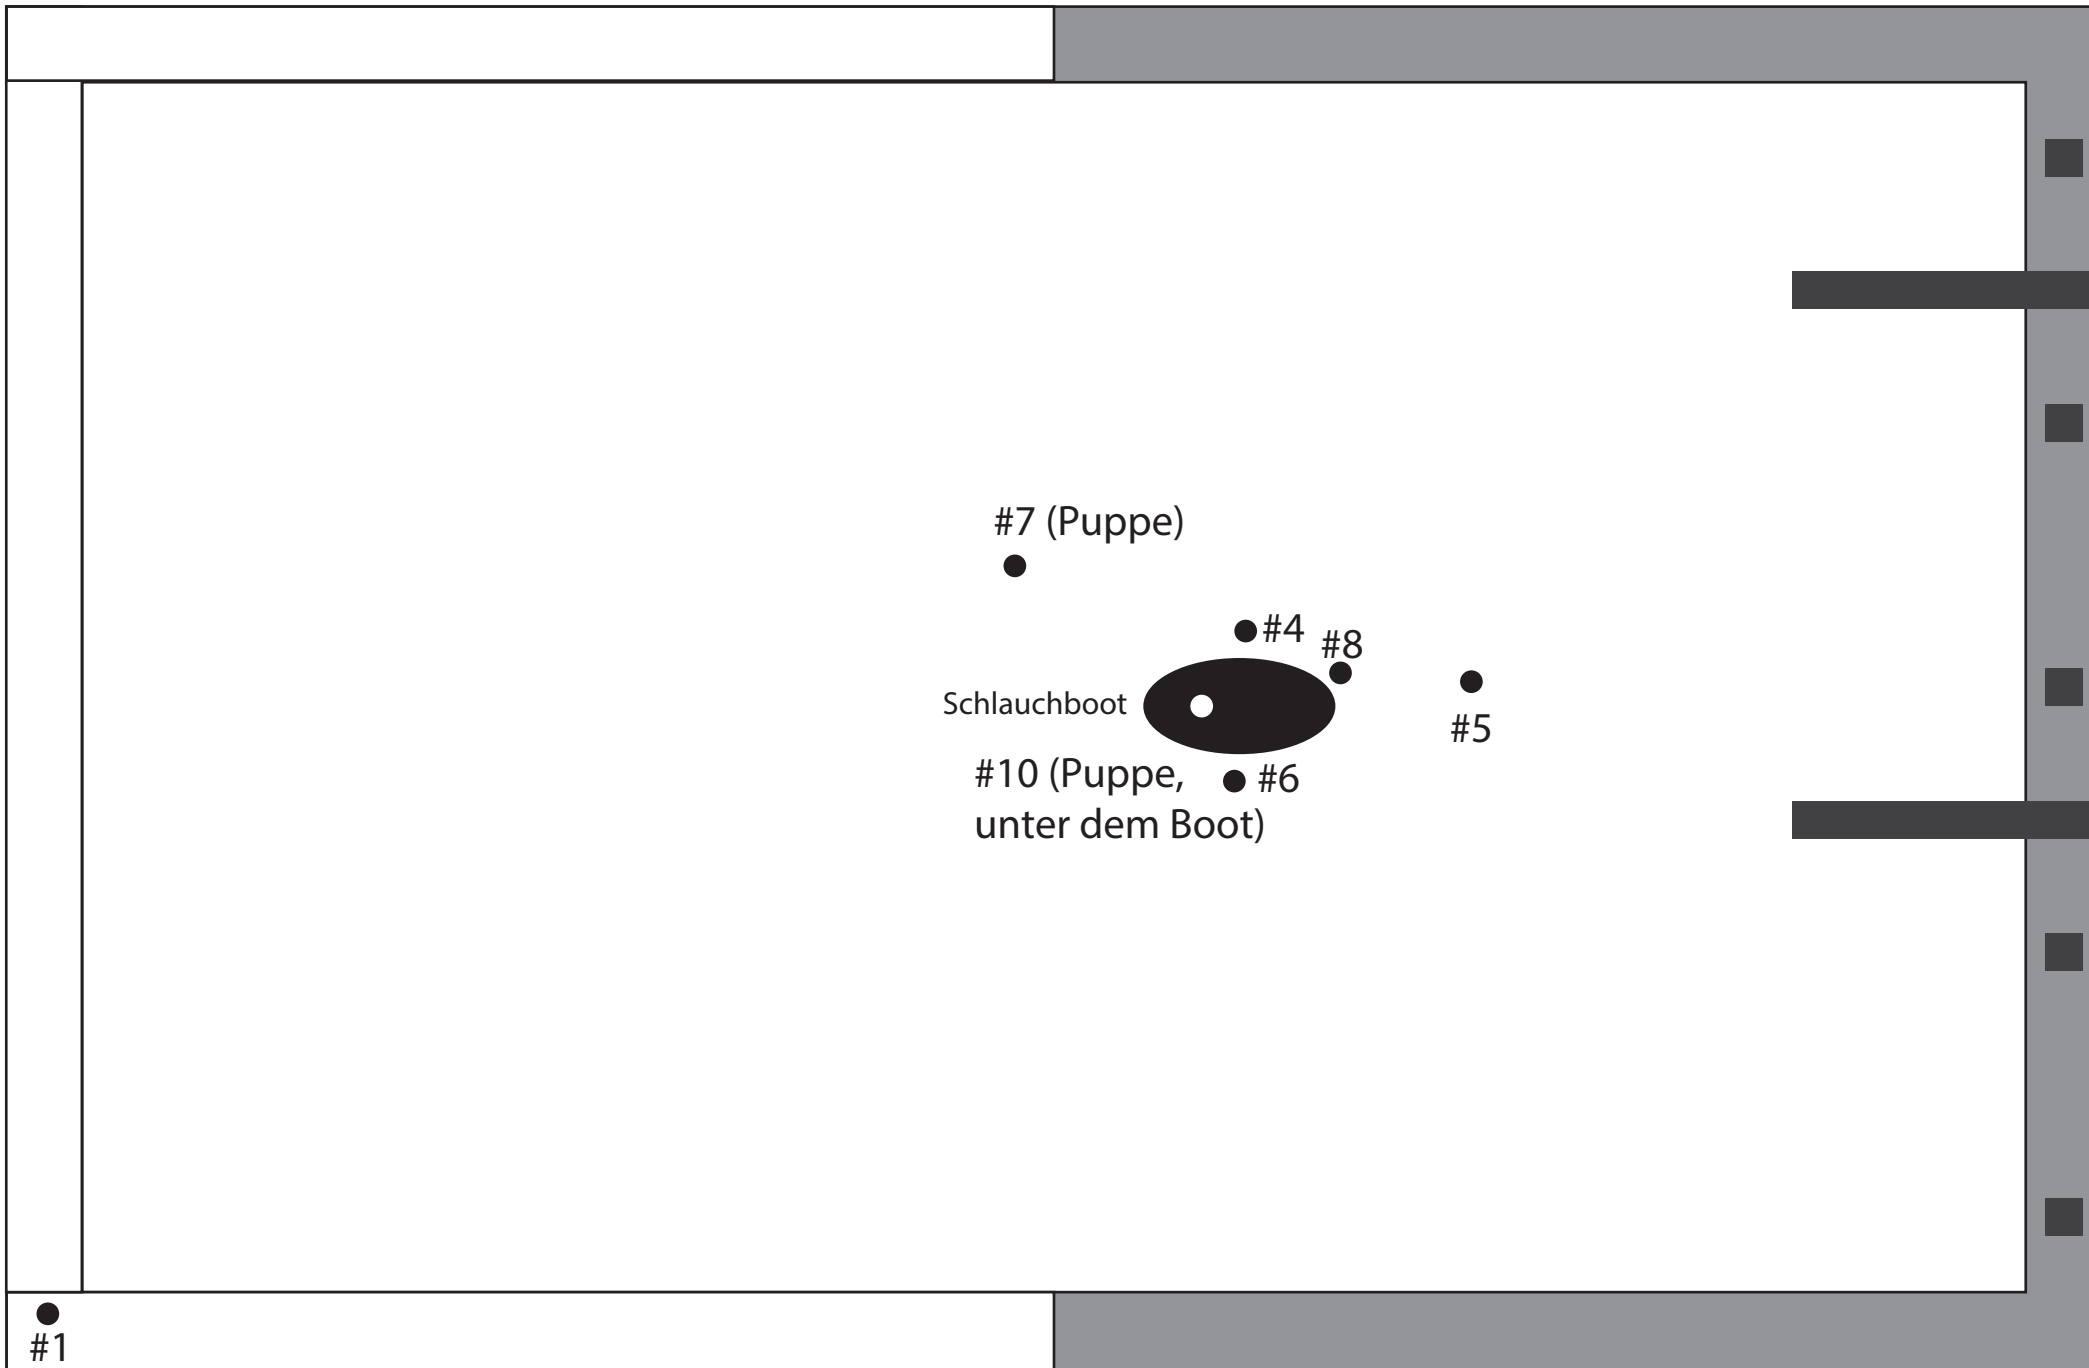 #7 (Puppe)
#4
#8
Schlauchboot
#5
#10 (Puppe,
unter dem Boot)
#6
#1